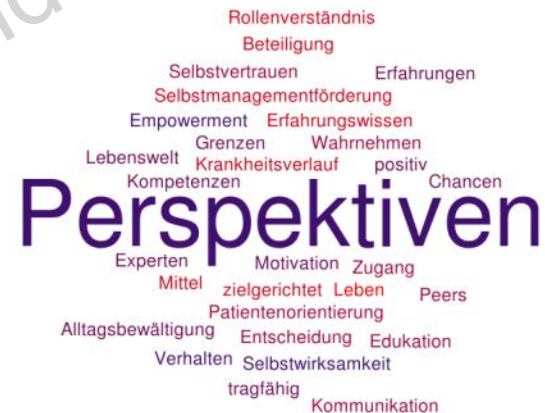 Rollenverständnis
Beteiligung
Selbstvertrauen Erfahrungen
Selbstmanagementförderung
Empowerment Erfahrungswissen
Grenzen Wahrnehmen
Lebenswelt Krankheitsverlauf positiv
Kompetenzen Chancen
Perspektiven
Experten Motivation Zugang
Mittel zielgerichtet Leben Peers
Patientenorientierung
Alltagsbewältigung Entscheidung Edukation
Verhalten Selbstwirksamkeit
tragfähig
Kommunikation